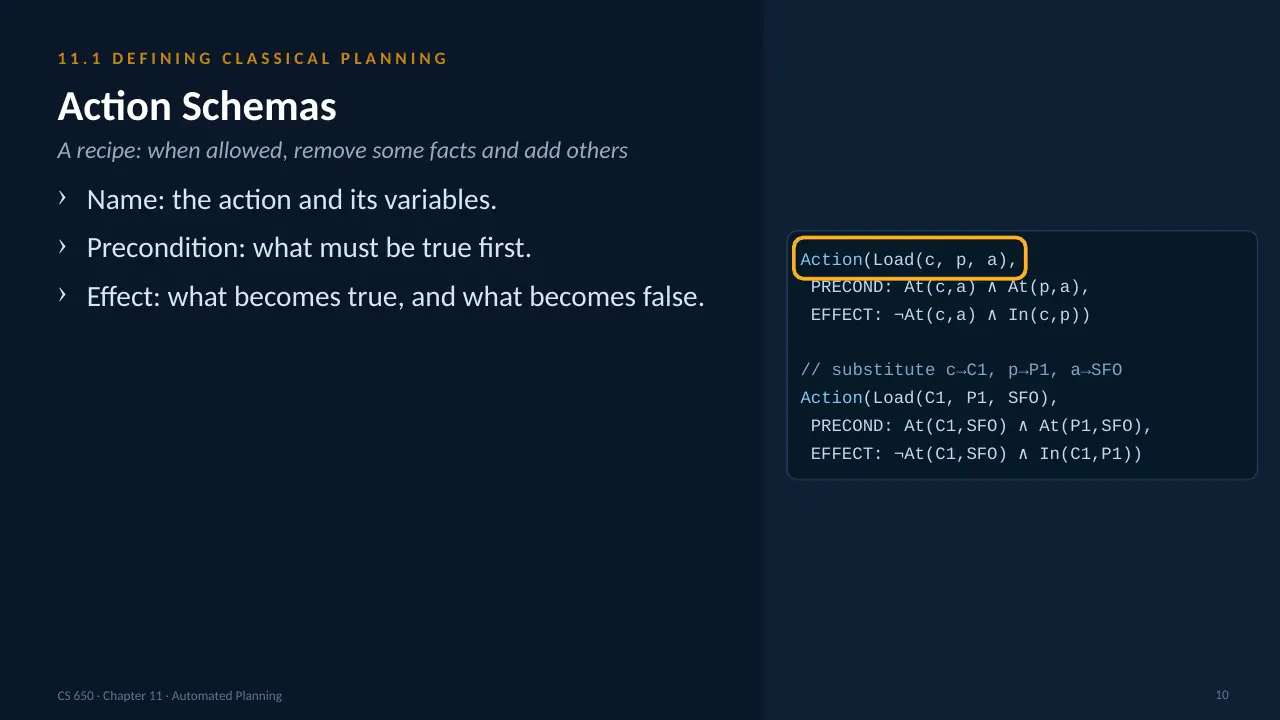 11.1 DEFINING CLASSICAL PLANNING
Action Schemas
A recipe: when allowed, remove some facts and add others
› Name: the action and its variables.
› Precondition: what must be true first.
› Effect: what becomes true, and what becomes false.
Action(Load(c, p, a),
PRECOND: At(c,a) ∧ At(p,a),
EFFECT: ¬At(c,a) ∧ In(c,p))
// substitute c→C1, p→P1, a→SFO
Action(Load(C1, P1, SFO),
PRECOND: At(C1,SFO) ∧ At(P1,SFO),
EFFECT: ¬At(C1,SFO) ∧ In(C1,P1))
CS 650 · Chapter 11 · Automated Planning
10